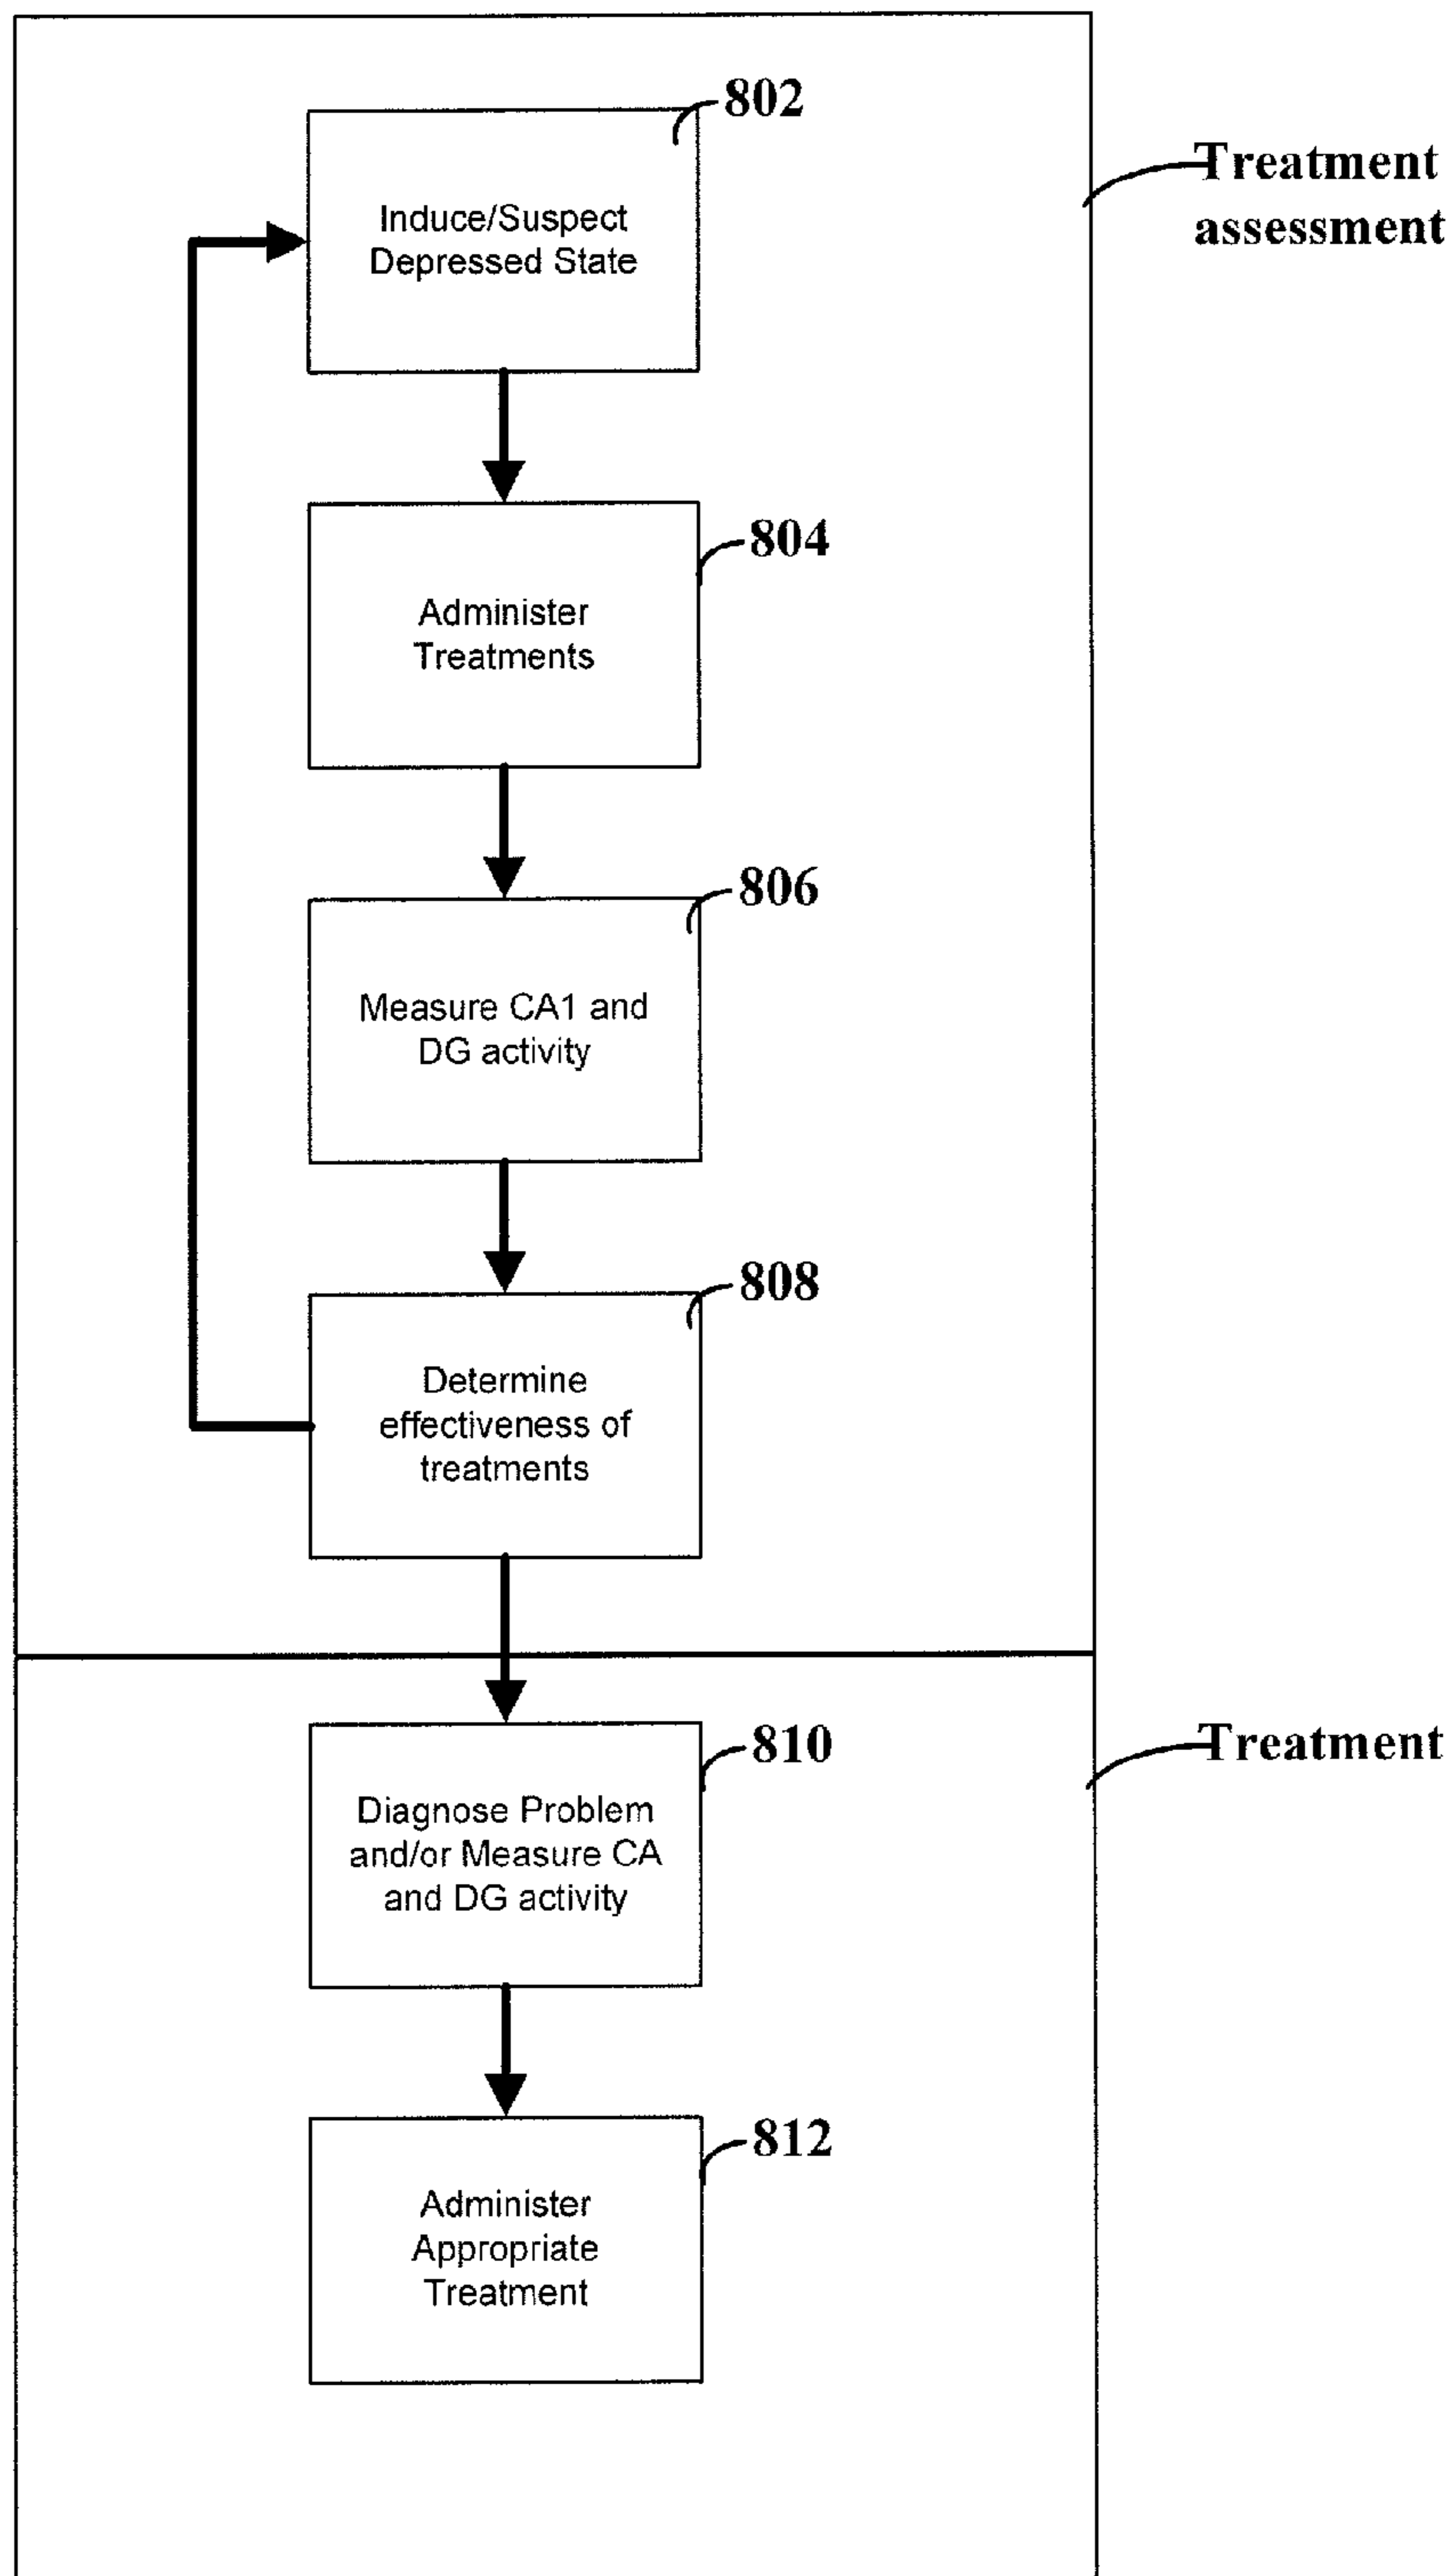 802
Induce/Suspect
Depressed State
Treatment
assessment
804
Administer
Treatments
806
Measure CA1 and
DG activity
808
Determine
effectiveness of
treatments
810
Diagnose Problem
and/or Measure CA
and DG activity
Treatment
812
Administer
Appropriate
Treatment